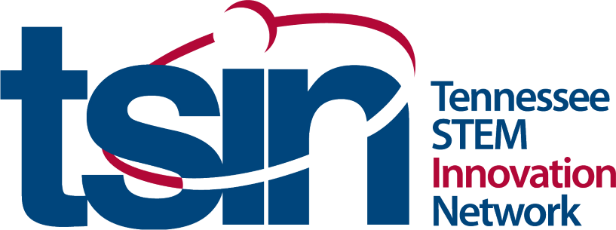 tsin
Tennessee
STEM
Innovation
Network